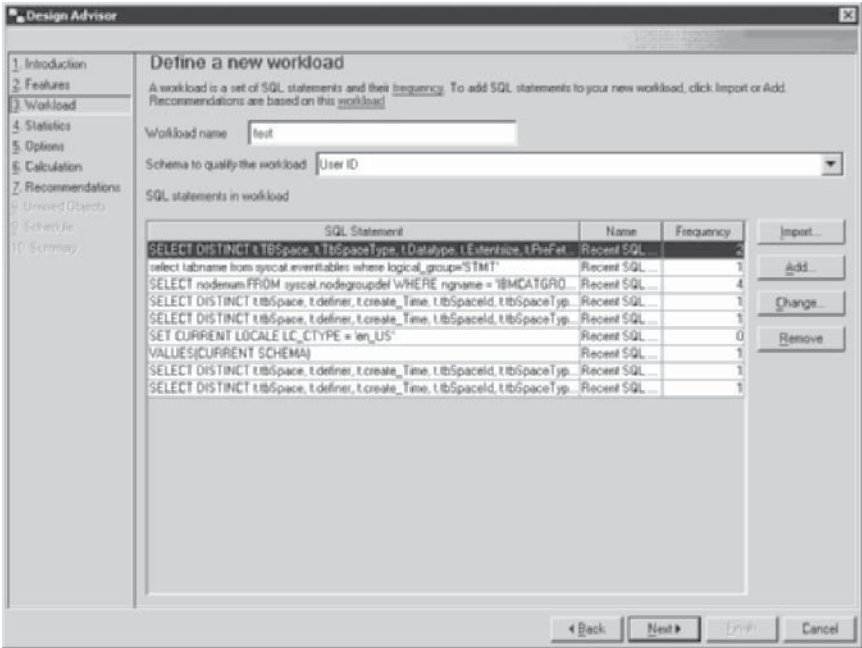 Design Advisor
1. Introduction
2. Features
3. Workload
4. Statistics
5. Options
6. Calculation
7. Recommendations
8. Unused Objects
9. Schedule
10. Summary
Define a new workload
A workload is a set of SQL statements and their frequency. To add SQL statements to your new workload, click Import or Add.
Recommendations are based on this workload
Workload name test
Schema to qualify the workload User ID
SQL statements in workload
SQL Statement Name Frequency
SELECT DISTINCT t.TBSpace, t.TbSpaceType, t.Datatype, t.Extentsize, t.PreFet... Recent SQL ... 2
select tabname from syscat.eventtables where logical_group='STMT' Recent SQL ... 1
SELECT nodenum FROM syscat.nodegroupdef WHERE ngname = 'IBMCATGRO... Recent SQL ... 4
SELECT DISTINCT t.tbSpace, t.definer, t.create_Time, t.tbSpaceId, t.tbSpaceTyp... Recent SQL ... 1
SELECT DISTINCT t.tbSpace, t.definer, t.create_Time, t.tbSpaceId, t.tbSpaceTyp... Recent SQL ... 1
SET CURRENT LOCALE LC_CTYPE = 'en_US' Recent SQL ... 0
VALUES(CURRENT SCHEMA) Recent SQL ... 1
SELECT DISTINCT t.tbSpace, t.definer, t.create_Time, t.tbSpaceId, t.tbSpaceTyp... Recent SQL ... 1
SELECT DISTINCT t.tbSpace, t.definer, t.create_Time, t.tbSpaceId, t.tbSpaceTyp... Recent SQL ... 1
Import...
Add...
Change...
Remove
Back Next Finish Cancel